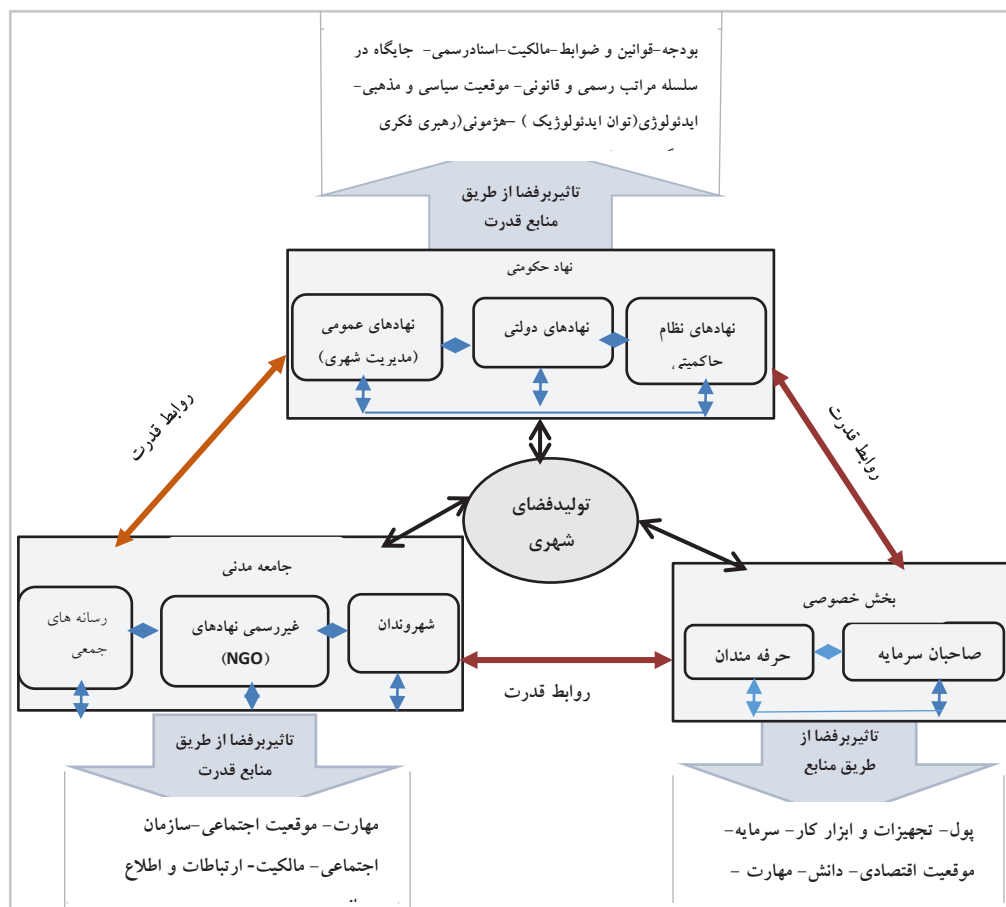 بودجه-قوانین و ضوابط-مالکیت-اسنادرسمی- جایگاه در
سلسله مراتب رسمی و قانونی- موقعیت سیاسی و مذهبی-
ایدئولوژی(توان ایدئولوژیک ) –هژمونی(رهبری فکری
تاثیربرفضا از طریق
منابع قدرت
نهاد حکومتی
نهادهای نظام
حاکمیتی
نهادهای دولتی
نهادهای عمومی
(مدیریت شهری)
روابط قدرت
روابط قدرت
تولیدفضای
شهری
جامعه مدنی
شهروندان
غیررسمی نهادهای
(NGO)
رسانه های
جمعی
روابط قدرت
بخش خصوصی
صاحبان سرمایه
حرفه مندان
تاثیربرفضا از طریق
منابع قدرت
تاثیربرفضا از
طریق منابع
مهارت- موقعیت اجتماعی-سازمان
اجتماعی- مالکیت- ارتباطات و اطلاع
پول- تجهیزات و ابزار کار- سرمایه-
موقعیت اقتصادی- دانش- مهارت -